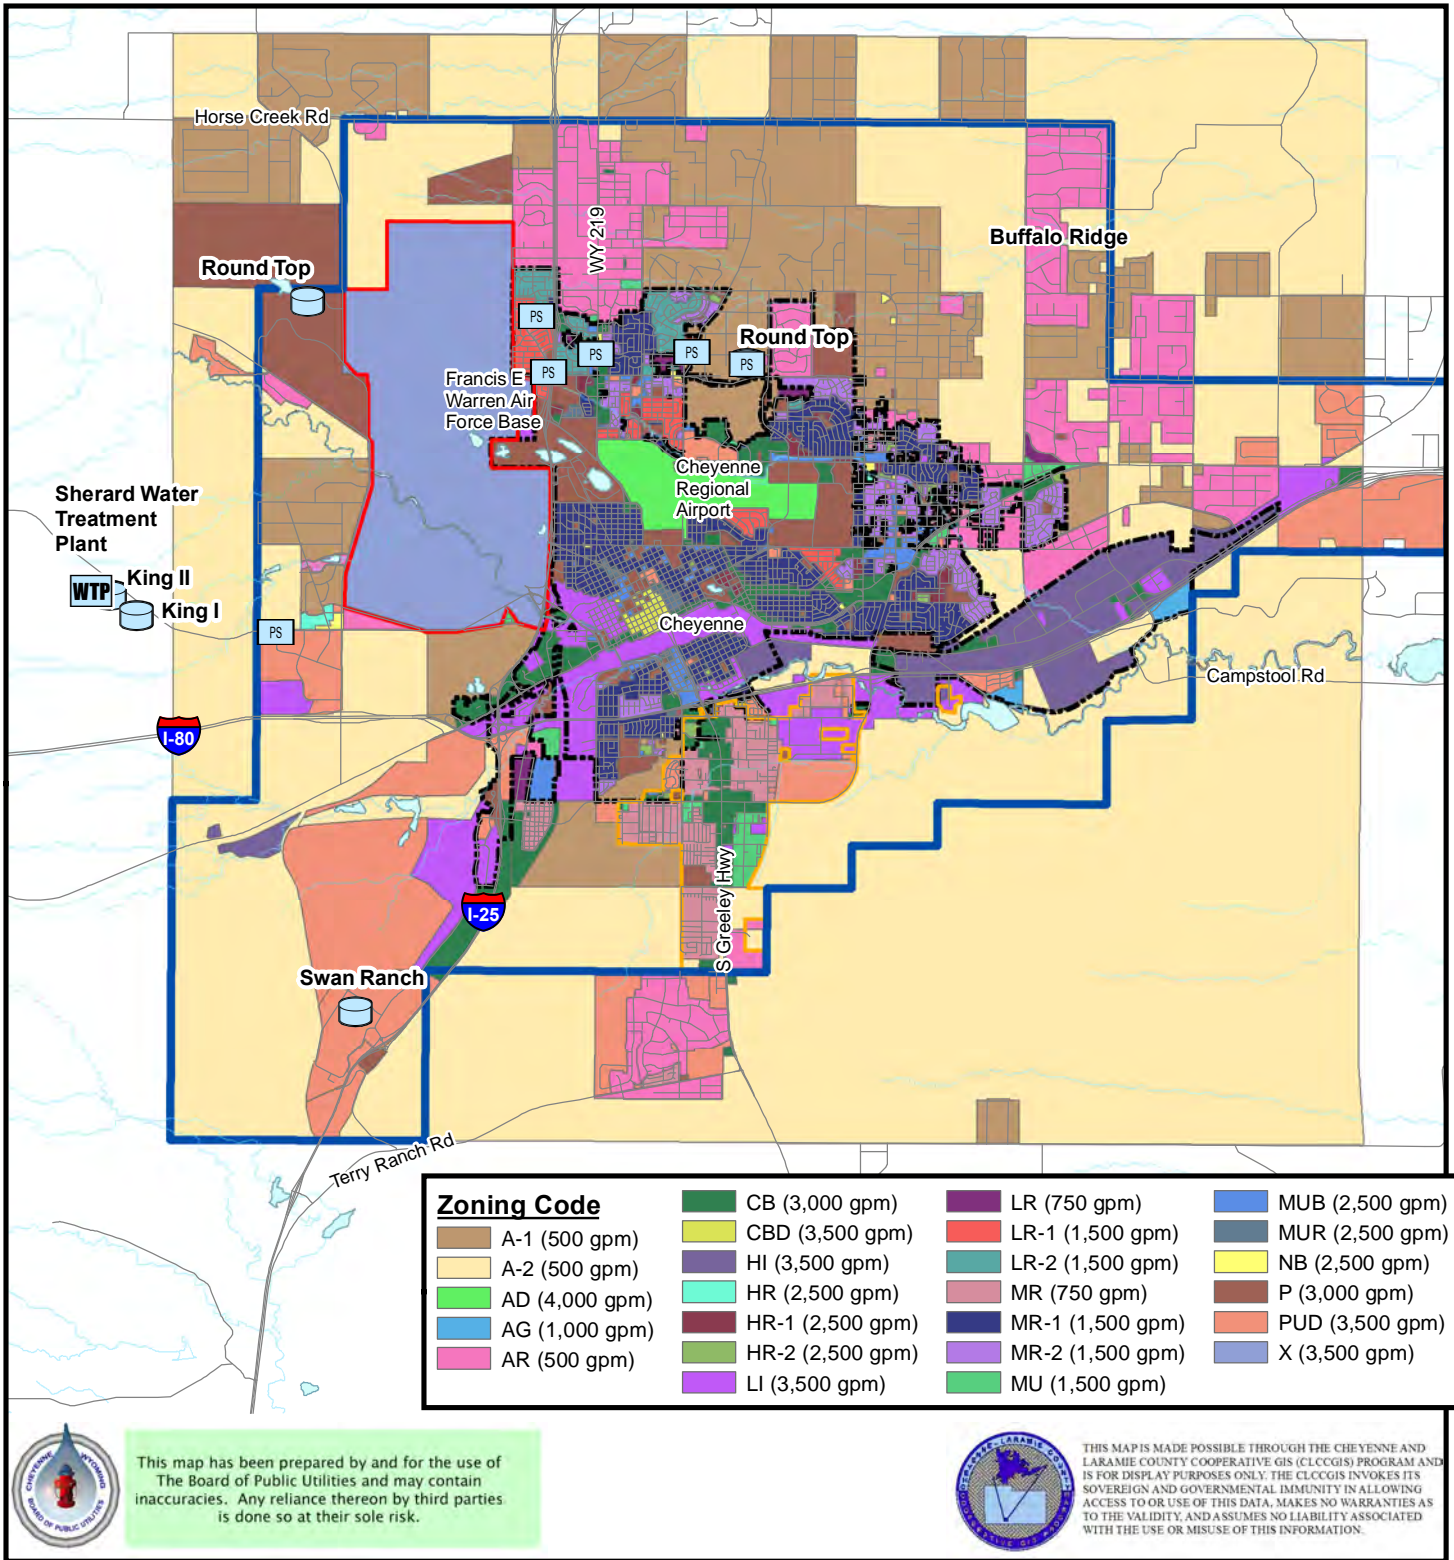 Horse Creek Rd
WY 219
Buffalo Ridge
Round Top
PS
Round Top
PS
PS
PS
PS
Francis E
Warren Air
Force Base
Cheyenne
Regional
Airport
Sherard Water
Treatment
Plant
WTP
King II
King I
PS
Cheyenne
Campstool Rd
I-80
S Greeley Hwy
I-25
Swan Ranch
Terry Ranch Rd
Zoning Code
A-1 (500 gpm)
A-2 (500 gpm)
AD (4,000 gpm)
AG (1,000 gpm)
AR (500 gpm)
CB (3,000 gpm)
CBD (3,500 gpm)
HI (3,500 gpm)
HR (2,500 gpm)
HR-1 (2,500 gpm)
HR-2 (2,500 gpm)
LI (3,500 gpm)
LR (750 gpm)
LR-1 (1,500 gpm)
LR-2 (1,500 gpm)
MR (750 gpm)
MR-1 (1,500 gpm)
MR-2 (1,500 gpm)
MU (1,500 gpm)
MUB (2,500 gpm)
MUR (2,500 gpm)
NB (2,500 gpm)
P (3,000 gpm)
PUD (3,500 gpm)
X (3,500 gpm)
CHEYENNE WYOMING
BOARD OF PUBLIC UTILITIES
This map has been prepared by and for the use of
The Board of Public Utilities and may contain
inaccuracies. Any reliance thereon by third parties
is done so at their sole risk.
CHEYENNE-LARAMIE COUNTY
COOPERATIVE GIS PROGRAM
THIS MAP IS MADE POSSIBLE THROUGH THE CHEYENNE AND
LARAMIE COUNTY COOPERATIVE GIS (CLCCGIS) PROGRAM AND
IS FOR DISPLAY PURPOSES ONLY. THE CLCCGIS INVOKES ITS
SOVEREIGN AND GOVERNMENTAL IMMUNITY IN ALLOWING
ACCESS TO OR USE OF THIS DATA, MAKES NO WARRANTIES AS
TO THE VALIDITY, AND ASSUMES NO LIABILITY ASSOCIATED
WITH THE USE OR MISUSE OF THIS INFORMATION.